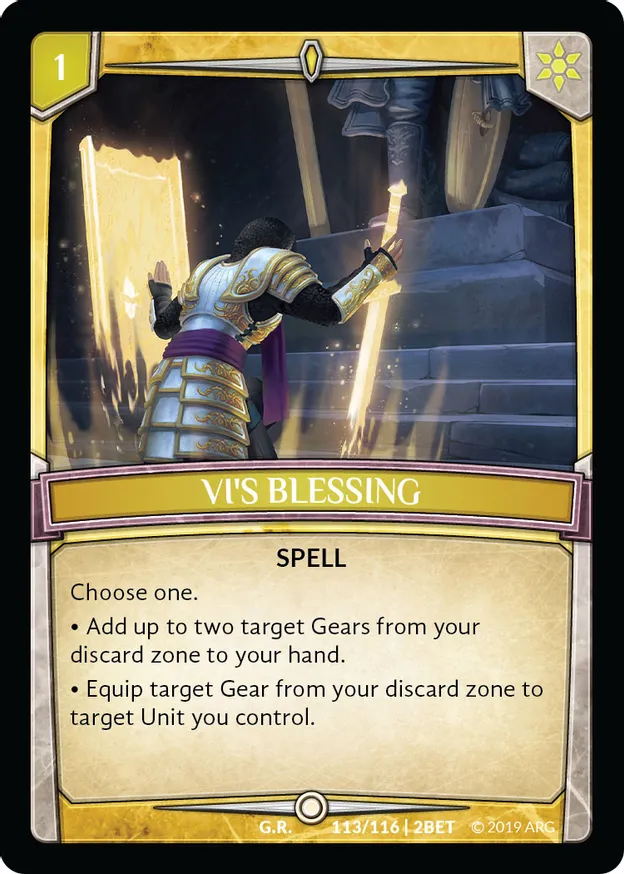 1
VI'S BLESSING
SPELL
Choose one.
• Add up to two target Gears from your
discard zone to your hand.
• Equip target Gear from your discard zone to
target Unit you control.
G.R. 113/116 | 2BET © 2019 ARG